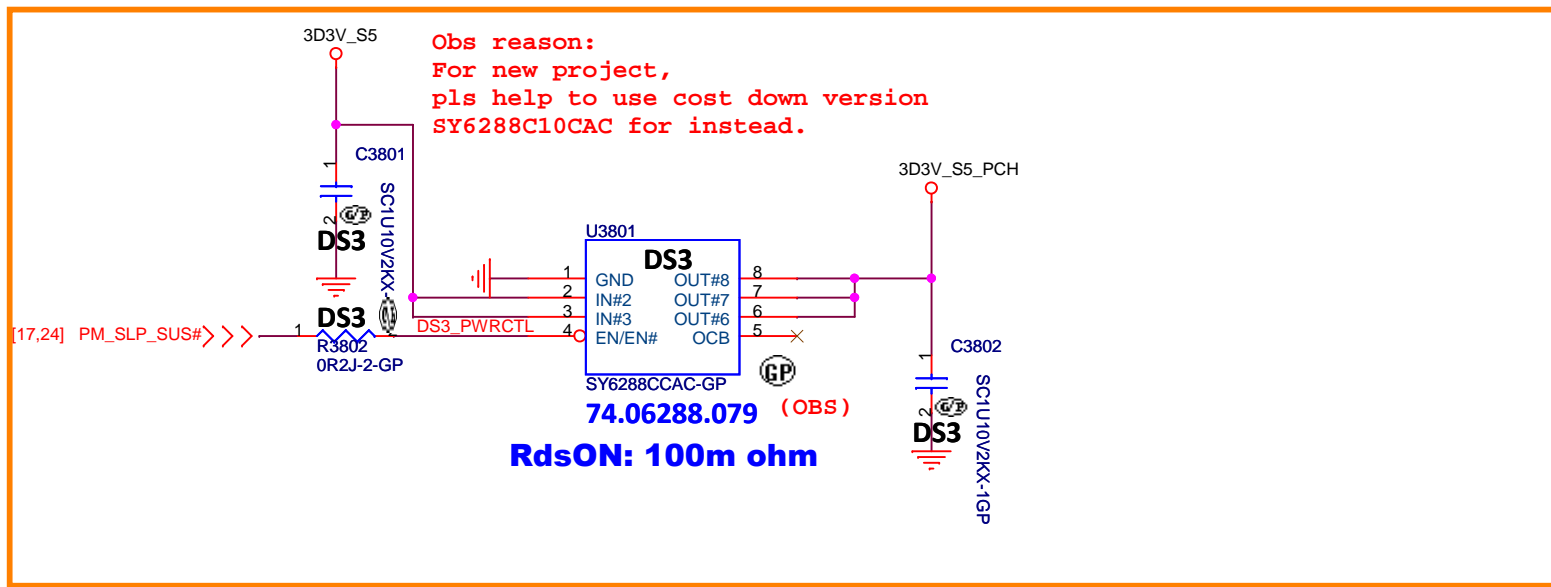 3D3V_S5
Obs reason:
For new project,
pls help to use cost down version
SY6288C10CAC for instead.
C3801
1
2
G/P
DS3
SC1U10V2KX-
3D3V_S5_PCH
U3801
DS3
1 GND OUT#8 8
2 IN#2 OUT#7 7
3 IN#3 OUT#6 6
4 EN/EN# OCB 5
[17,24] PM_SLP_SUS#
1
DS3
R3802
0R2J-2-GP
DS3_PWRCTL
SY6288CCAC-GP
GP
74.06288.079
(OBS)
RdsON: 100m ohm
C3802
1
2
G/P
DS3
SC1U10V2KX-1GP